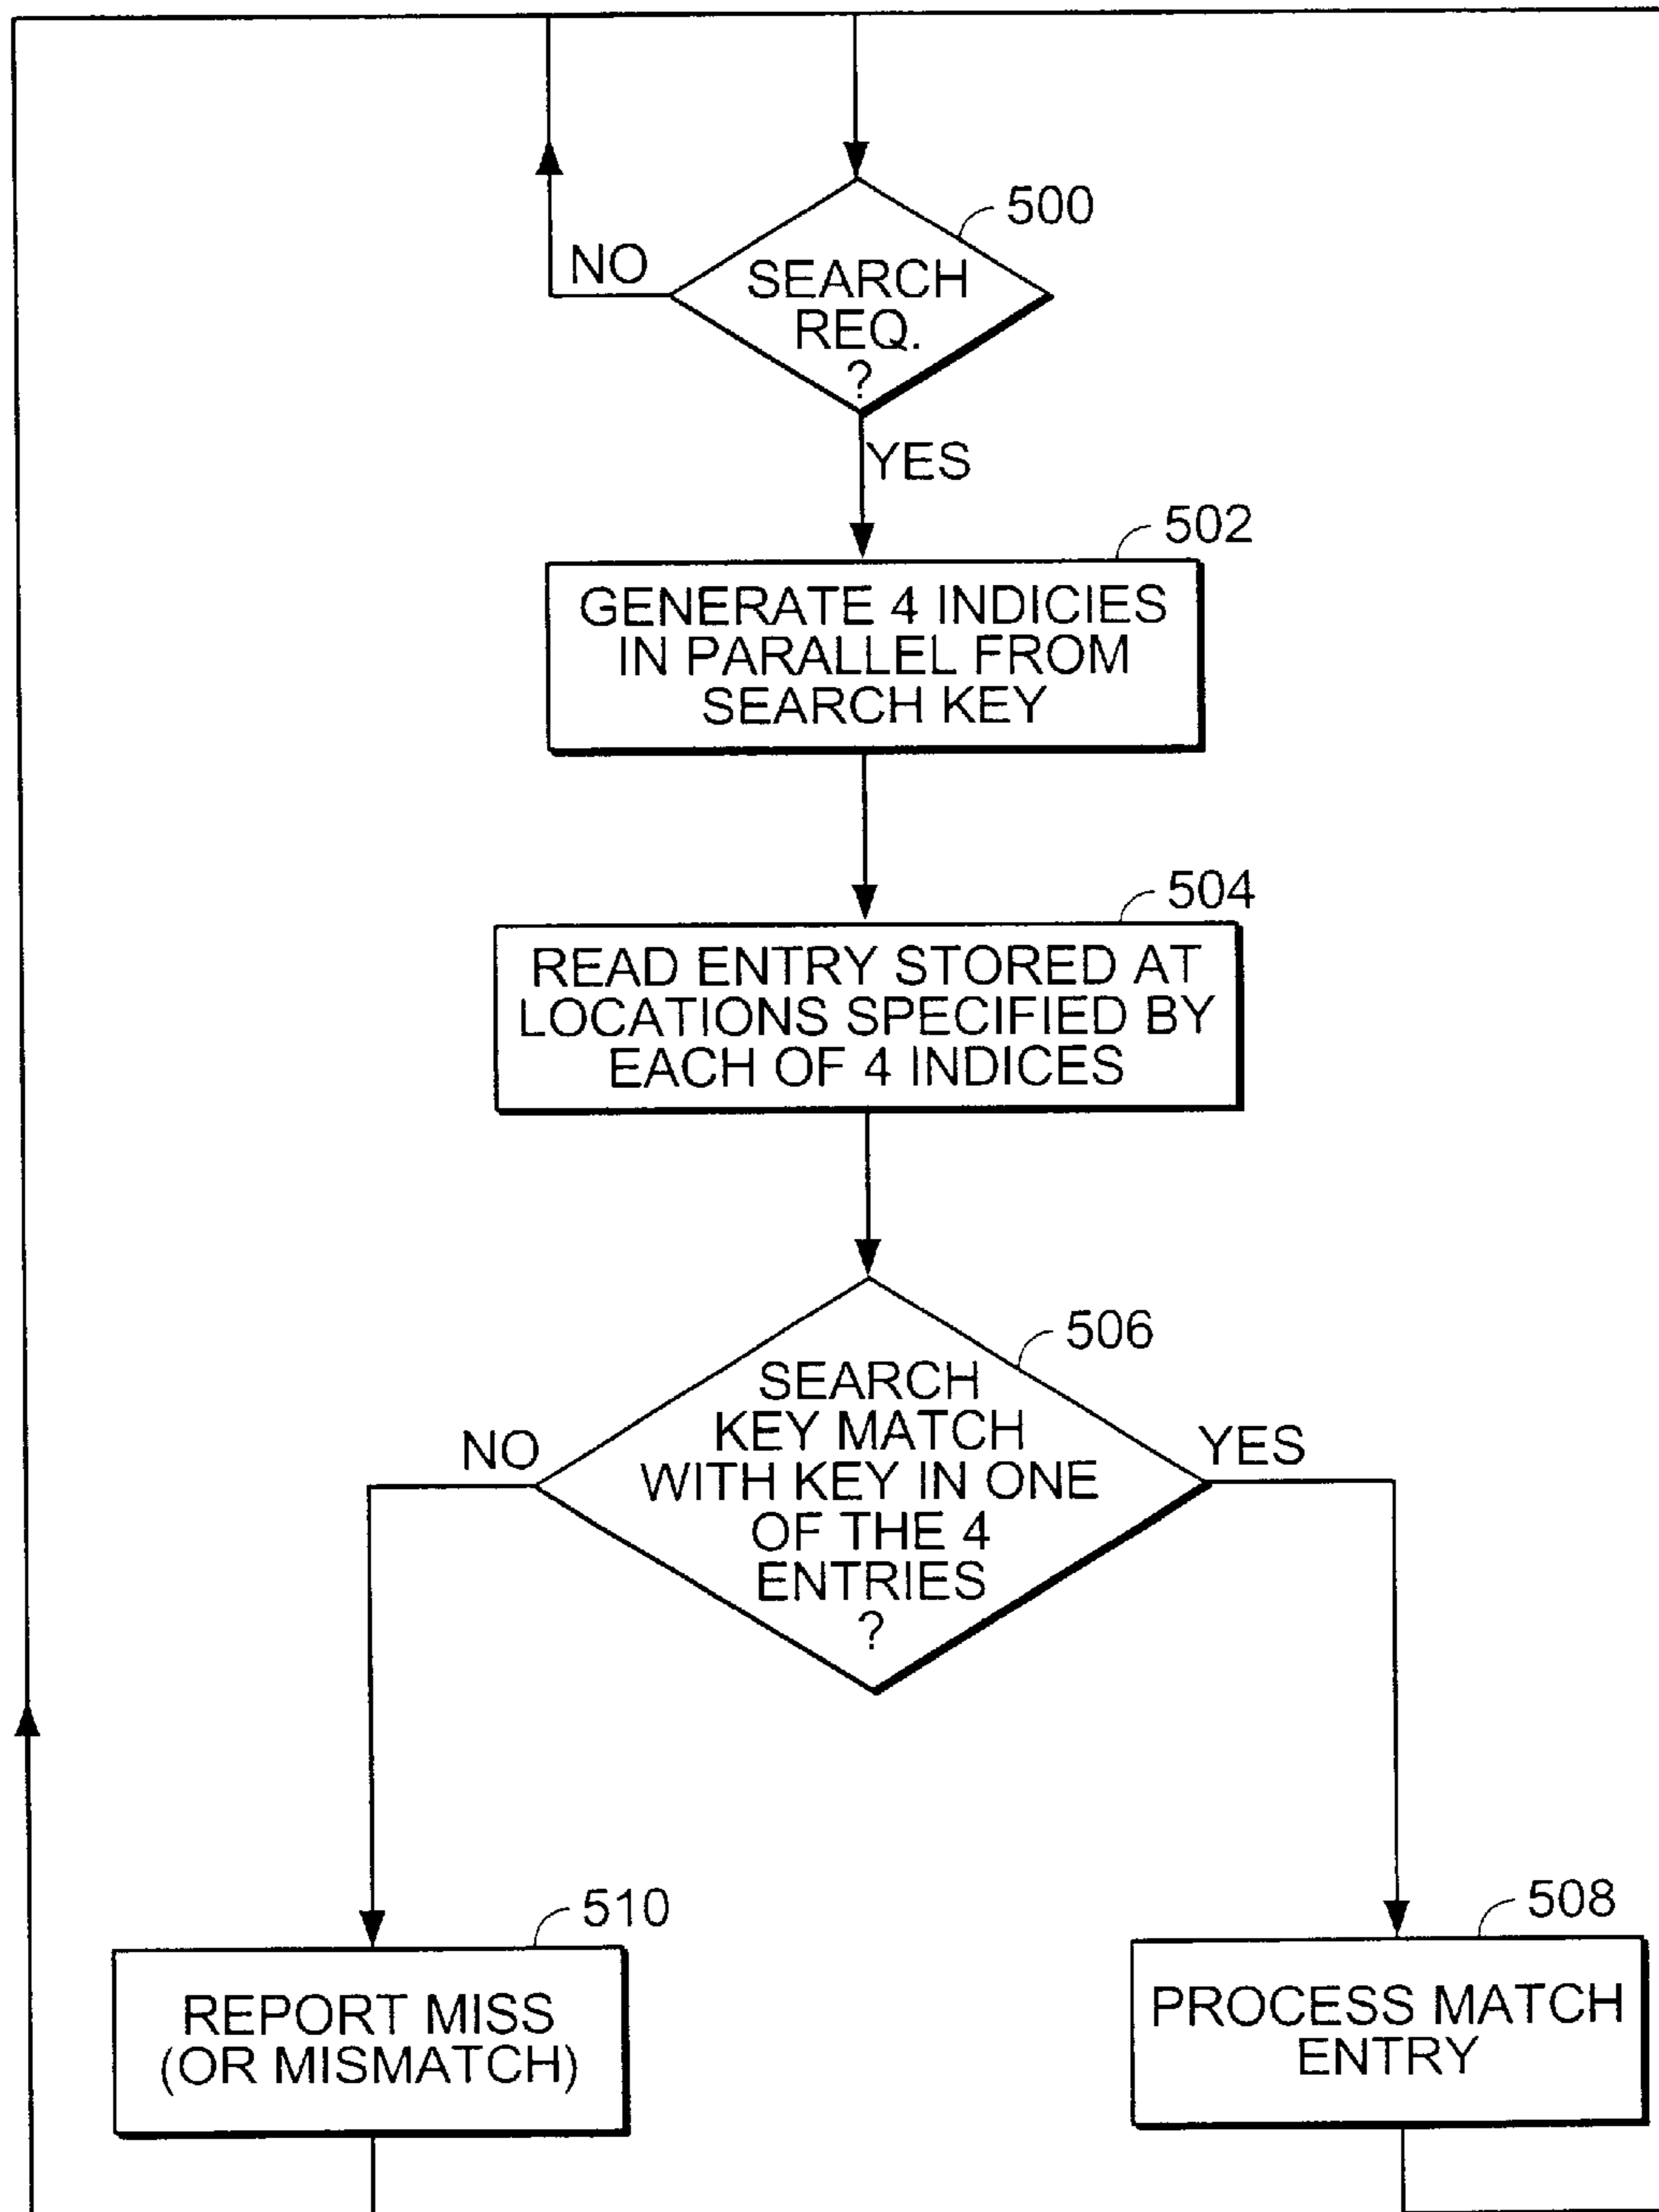 500
NO
SEARCH
REQ.
?
YES
502
GENERATE 4 INDICIES
IN PARALLEL FROM
SEARCH KEY
504
READ ENTRY STORED AT
LOCATIONS SPECIFIED BY
EACH OF 4 INDICES
506
SEARCH
KEY MATCH
WITH KEY IN ONE
OF THE 4
ENTRIES
?
NO
YES
510
REPORT MISS
(OR MISMATCH)
508
PROCESS MATCH
ENTRY